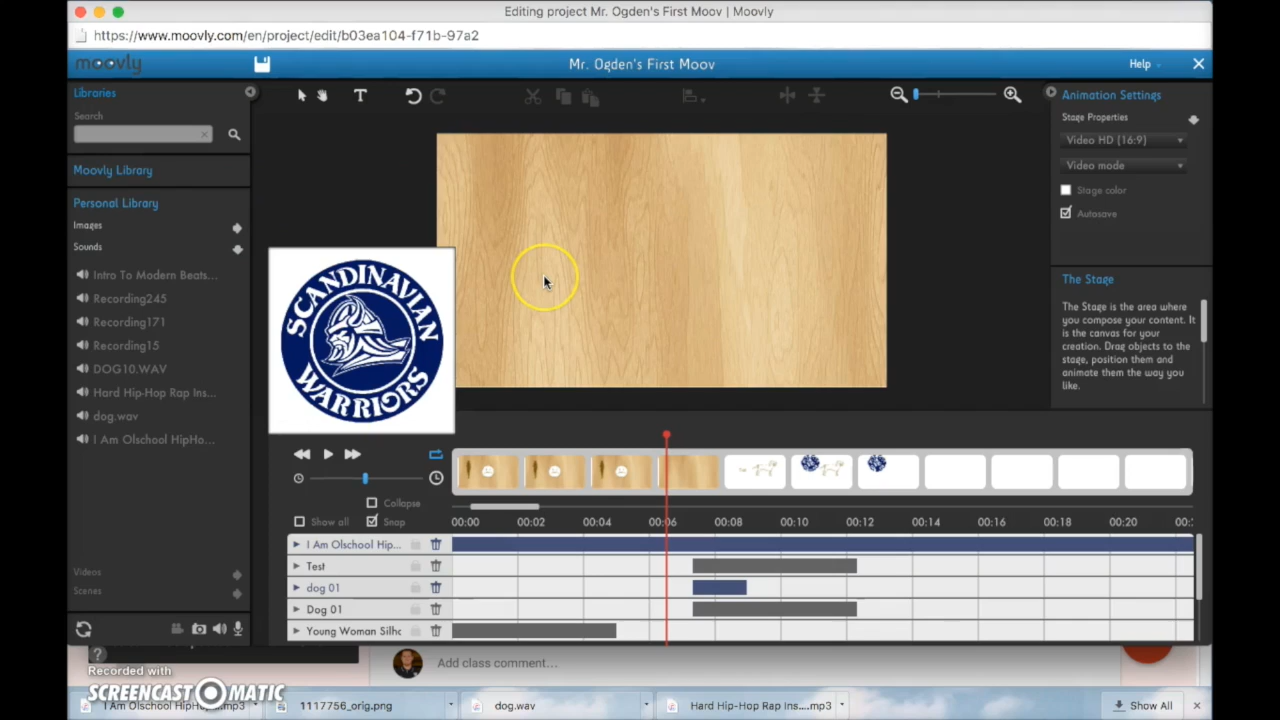 Editing project Mr. Ogden's First Moov | Moovly
https://www.moovly.com/en/project/edit/b03ea104-f71b-97a2
moovly
Mr. Ogden's First Moov
Help
Libraries
Search
Moovly Library
Personal Library
Images
Sounds
Intro To Modern Beats...
Recording245
Recording171
Recording15
DOG10.WAV
Hard Hip-Hop Rap Ins...
dog.wav
I Am Olschool HipHo...
Videos
Scenes
T
Animation Settings
Stage Properties
Video HD (16:9)
Video mode
Stage color
Autosave
The Stage
The Stage is the area where
you compose your content. It
is the canvas for your
creation. Drag objects to the
stage, position them and
animate them the way you
like.
SCANDINAVIAN
WARRIORS
Collapse
Show all
Snap
00:00 00:02 00:04 00:06 00:08 00:10 00:12 00:14 00:16 00:18 00:20 00:
I Am Olschool Hip...
Test
dog 01
Dog 01
Young Woman Silhc
?
Recorded with
SCREENCAST-O-MATIC
Add class comment...
1117756_orig.png
dog.wav
Hard Hip-Hop Rap Ins....mp3
Show All